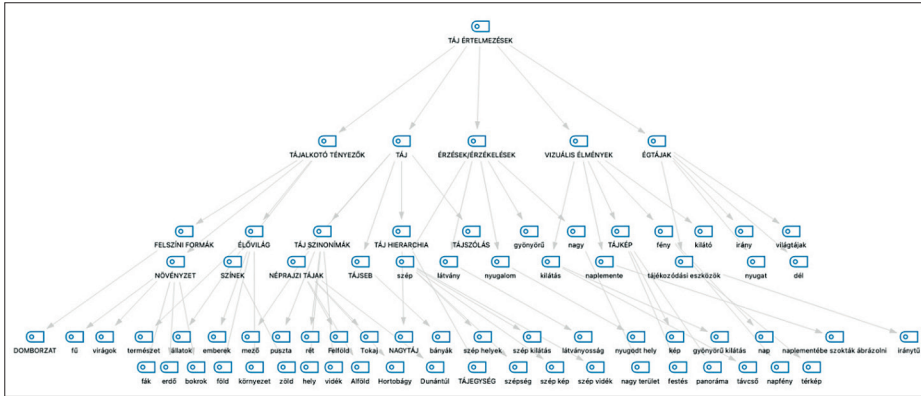 TÁJ ÉRTELMEZÉSEK
TÁJALKOTÓ TÉNYEZŐK TÁJ ÉRZÉSEK/ÉRZÉKELÉSEK VIZUÁLIS ÉLMÉNYEK ÉGTÁJAK
FELSZÍNI FORMÁK ÉLŐVILÁG TÁJ SZINONÍMÁK TÁJ HIERARCHIA TÁJSZÓLÁS gyönyörű nagy TÁJKÉP fény kilátó irány világtájak
NÖVÉNYZET SZÍNEK NÉPRAJZI TÁJAK TÁJSEB szép látvány nyugalom kilátás naplemente tájékozódási eszközök nyugat dél
DOMBORZAT fű virágok természet állatok emberek mező puszta rét Felföld Tokaj NAGYTÁJ bányák szép helyek szép kilátás látványosság nyugodt hely kép gyönyörű kilátás nap naplementébe szokták ábrázolni iránytű
fák erdő bokrok föld környezet zöld hely vidék Alföld Hortobágy Dunántúl TÁJEGYSÉG szépség szép kép szép vidék nagy terület festés panoráma távcső napfény térkép